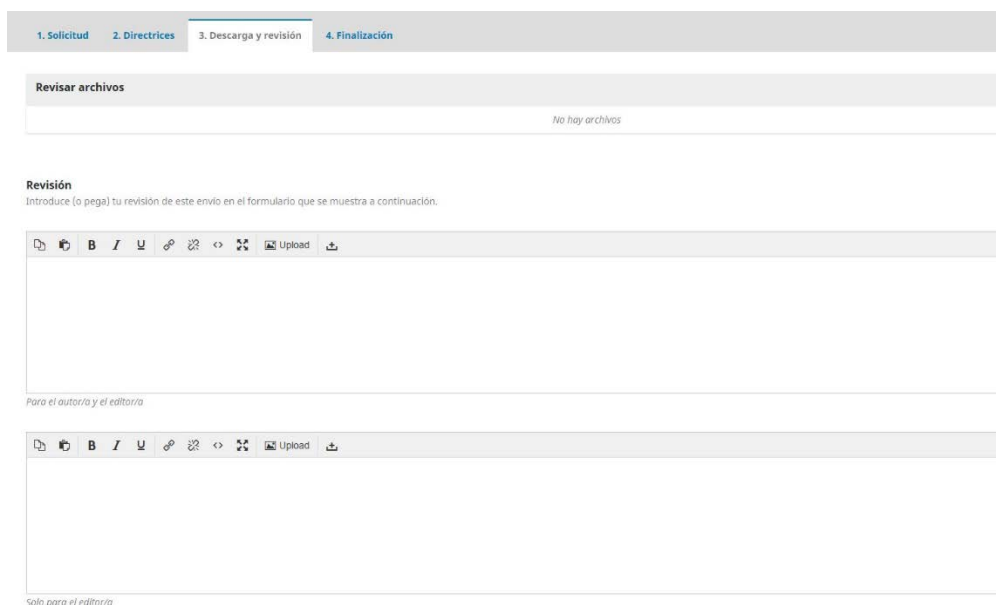 1. Solicitud 2. Directrices 3. Descarga y revisión 4. Finalización
Revisar archivos
No hay archivos
Revisión
Introduce (o pega) tu revisión de este envío en el formulario que se muestra a continuación.
B I U <> Upload
Para el autor/a y el editor/a
B I U <> Upload
Solo para el editor/a